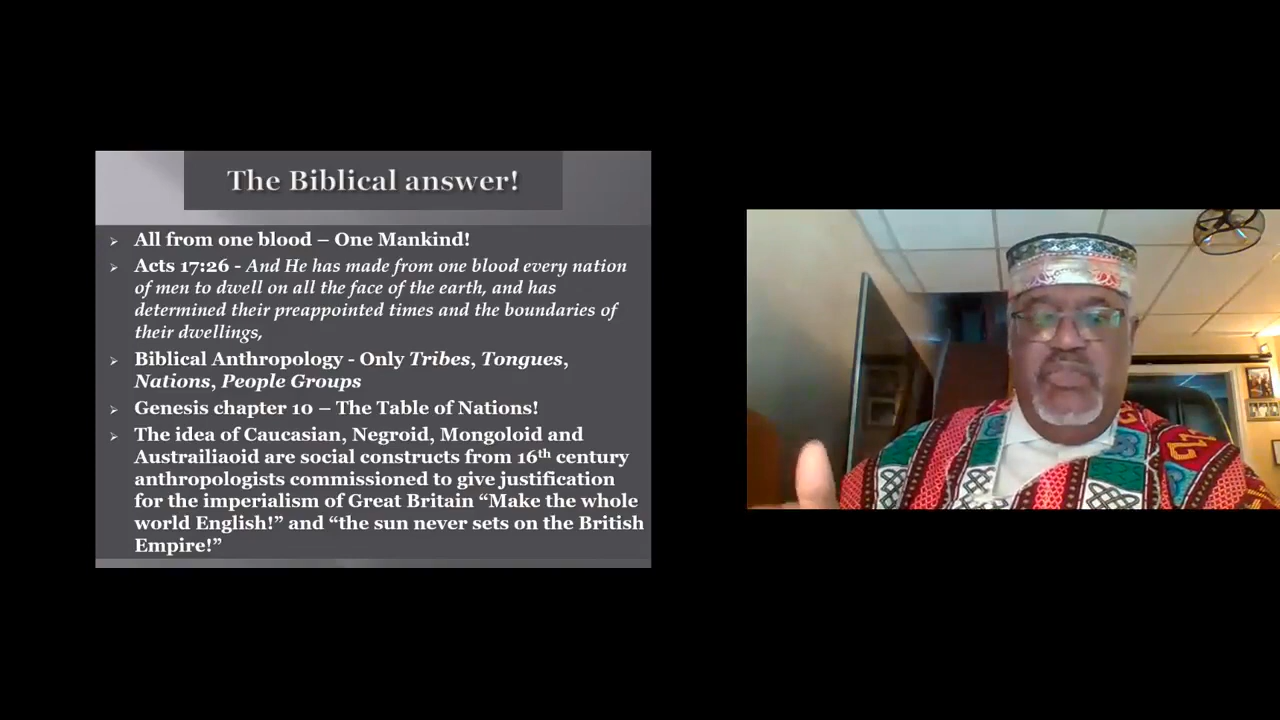 The Biblical answer!
All from one blood – One Mankind!
Acts 17:26 - And He has made from one blood every nation
of men to dwell on all the face of the earth, and has
determined their preappointed times and the boundaries of
their dwellings,
Biblical Anthropology - Only Tribes, Tongues,
Nations, People Groups
Genesis chapter 10 – The Table of Nations!
The idea of Caucasian, Negroid, Mongoloid and
Austrailiaoid are social constructs from 16th century
anthropologists commissioned to give justification
for the imperialism of Great Britain “Make the whole
world English!” and “the sun never sets on the British
Empire!”